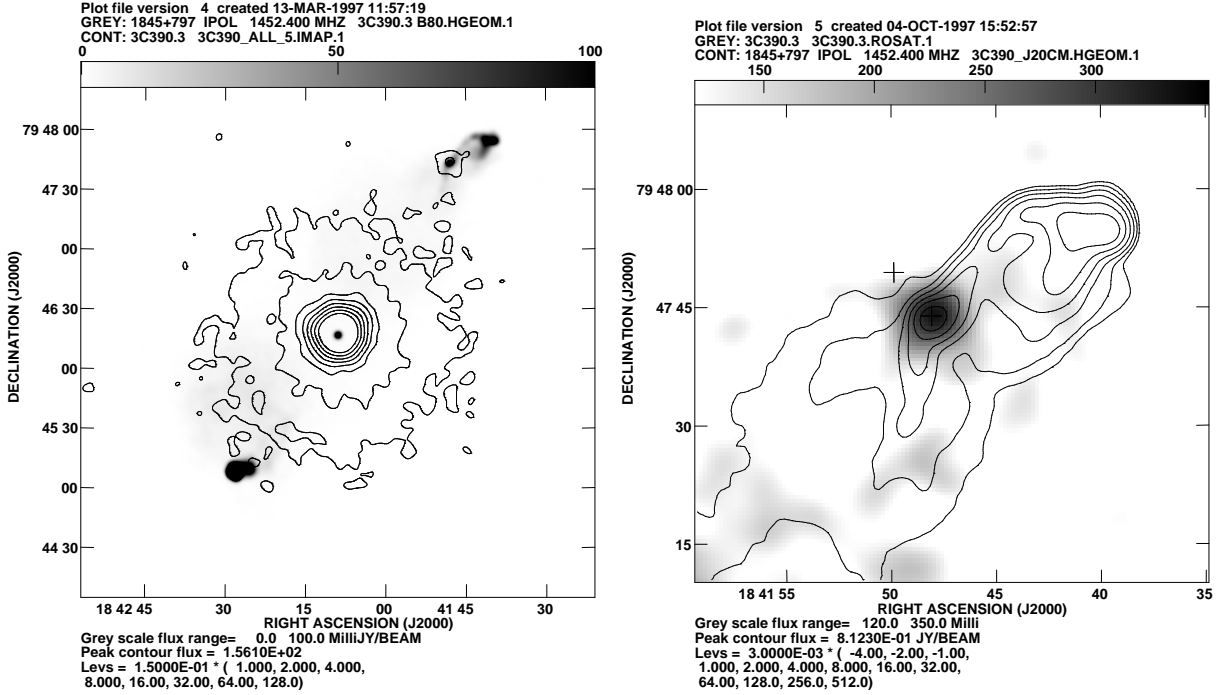 Plot file version 4 created 13-MAR-1997 11:57:19
GREY: 1845+797 IPOL 1452.400 MHZ 3C390.3 B80.HGEOM.1
CONT: 3C390.3 3C390_ALL_5.IMAP.1
0 50 100
79 48 00
47 30
00
46 30
00
45 30
00
44 30
DECLINATION (J2000)
18 42 45 30 15 00 41 45 30
RIGHT ASCENSION (J2000)
Grey scale flux range= 0.0 100.0 MilliJY/BEAM
Peak contour flux = 1.5610E+02
Levs = 1.5000E-01 * ( 1.000, 2.000, 4.000,
8.000, 16.00, 32.00, 64.00, 128.0)
Plot file version 5 created 04-OCT-1997 15:52:57
GREY: 3C390.3 3C390.3.ROSAT.1
CONT: 1845+797 IPOL 1452.400 MHZ 3C390_J20CM.HGEOM.1
150 200 250 300
79 48 00
47 45
30
15
DECLINATION (J2000)
18 41 55 50 45 40 35
RIGHT ASCENSION (J2000)
Grey scale flux range= 120.0 350.0 Milli
Peak contour flux = 8.1230E-01 JY/BEAM
Levs = 3.0000E-03 * ( -4.00, -2.00, -1.00,
1.000, 2.000, 4.000, 8.000, 16.00, 32.00,
64.00, 128.0, 256.0, 512.0)